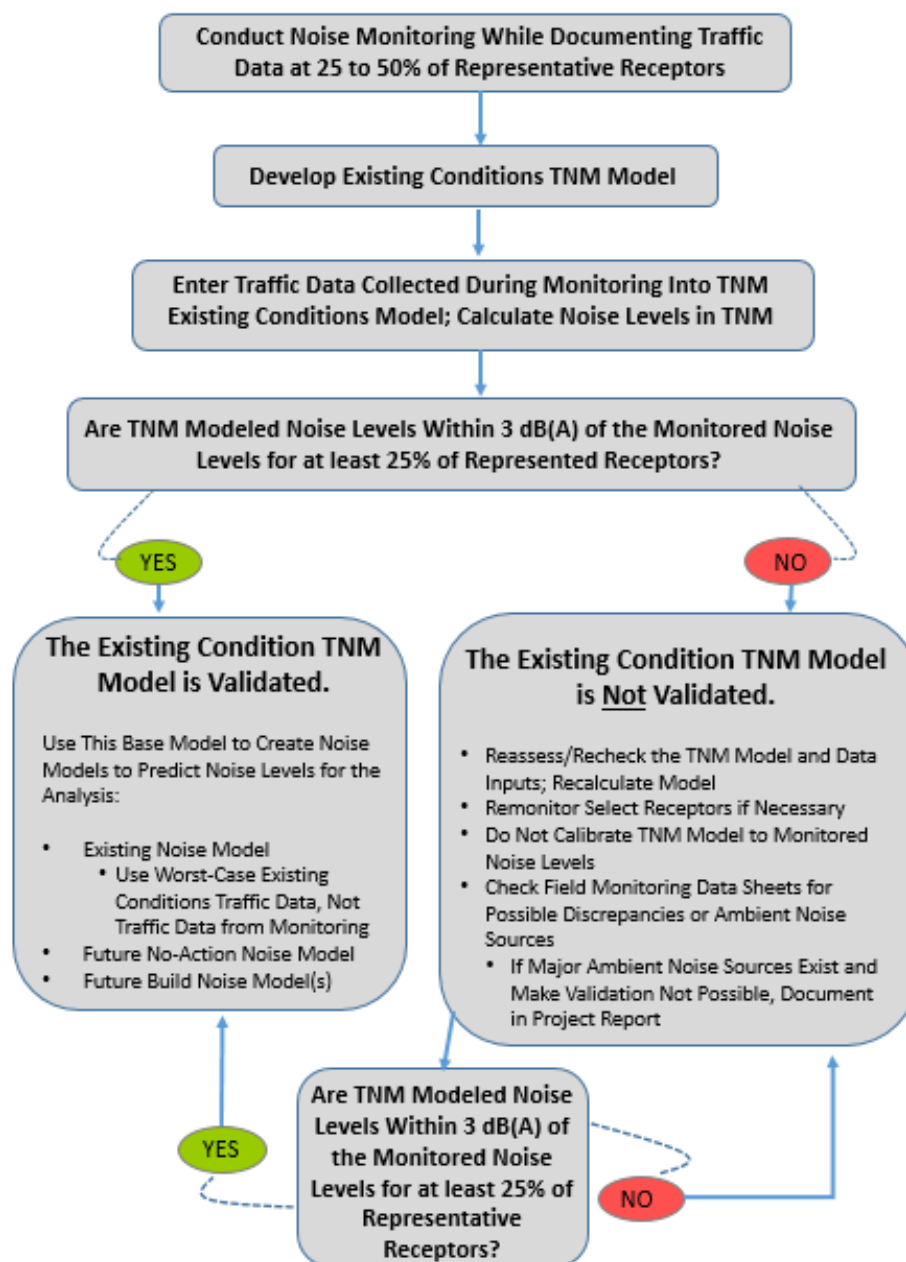 Conduct Noise Monitoring While Documenting Traffic
Data at 25 to 50% of Representative Receptors
Develop Existing Conditions TNM Model
Enter Traffic Data Collected During Monitoring Into TNM
Existing Conditions Model; Calculate Noise Levels in TNM
Are TNM Modeled Noise Levels Within 3 dB(A) of the Monitored Noise
Levels for at least 25% of Represented Receptors?
YES
NO
The Existing Condition TNM
Model is Validated.
Use This Base Model to Create Noise
Models to Predict Noise Levels for the
Analysis:
• Existing Noise Model
• Use Worst-Case Existing
Conditions Traffic Data, Not
Traffic Data from Monitoring
• Future No-Action Noise Model
• Future Build Noise Model(s)
The Existing Condition TNM Model
is Not Validated.
• Reassess/Recheck the TNM Model and Data
Inputs; Recalculate Model
• Remonitor Select Receptors if Necessary
• Do Not Calibrate TNM Model to Monitored
Noise Levels
• Check Field Monitoring Data Sheets for
Possible Discrepancies or Ambient Noise
Sources
• If Major Ambient Noise Sources Exist and
Make Validation Not Possible, Document
in Project Report
Are TNM Modeled Noise
Levels Within 3 dB(A) of
the Monitored Noise
Levels for at least 25% of
Representative
Receptors?
YES
NO